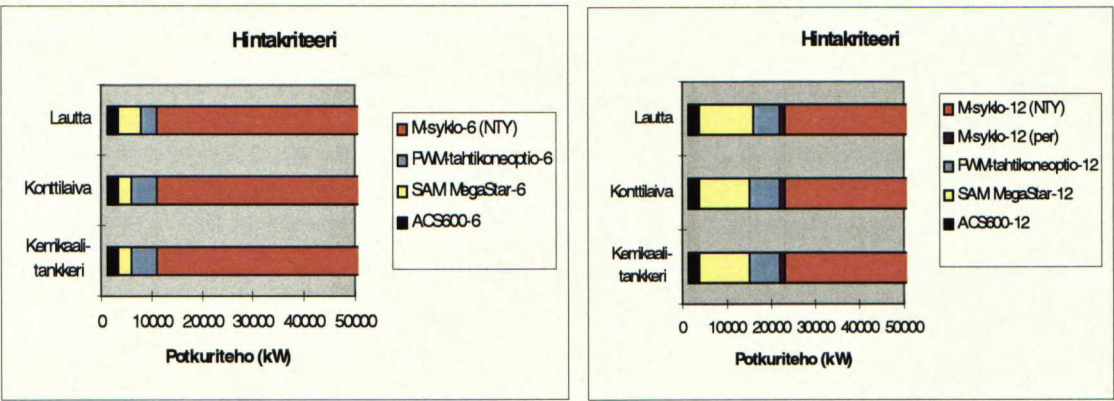 Hintakriteeri
Lautta
Konttilaiva
Kemikaali-
tankkeri
0 10000 20000 30000 40000 50000
Potkuriteho (kW)
M-syklo-6 (NTY)
PWM-tahtikoneoptio-6
SAM MegaStar-6
ACS600-6
Hintakriteeri
Lautta
Konttilaiva
Kemikaali-
tankkeri
0 10000 20000 30000 40000 50000
Potkuriteho (kW)
M-syklo-12 (NTY)
M-syklo-12 (per)
PWM-tahtikoneoptio-12
SAM MegaStar-12
ACS600-12